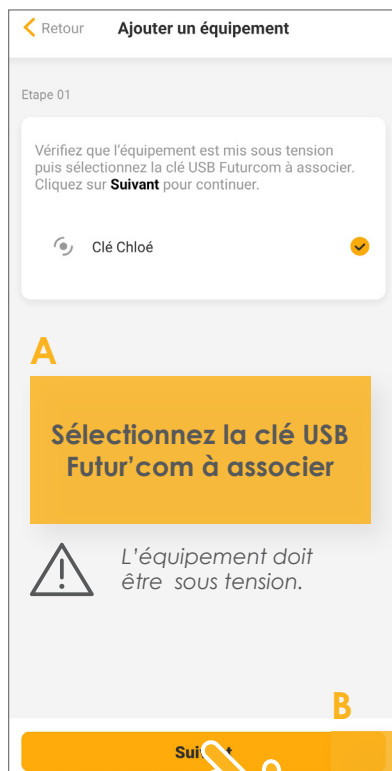 Retour Ajouter un équipement
Etape 01
Vérifiez que l'équipement est mis sous tension
puis sélectionnez la clé USB Futurcom à associer.
Cliquez sur Suivant pour continuer.
Clé Chloé
A
Sélectionnez la clé USB
Futur'com à associer
L'équipement doit
être sous tension.
B